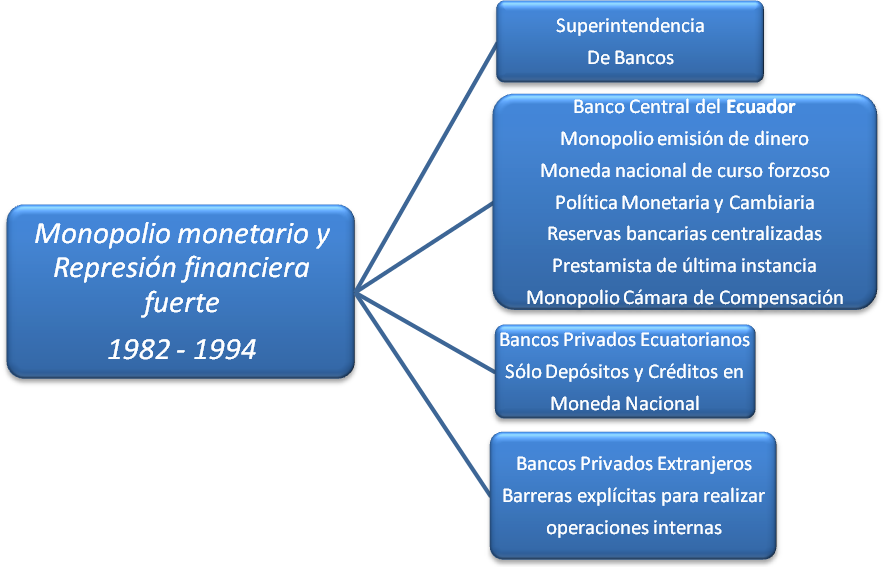 Monopolio monetario y
Represión financiera
fuerte
1982 - 1994
Superintendencia
De Bancos
Banco Central del Ecuador
Monopolio emisión de dinero
Moneda nacional de curso forzoso
Política Monetaria y Cambiaria
Reservas bancarias centralizadas
Prestamista de última instancia
Monopolio Cámara de Compensación
Bancos Privados Ecuatorianos
Sólo Depósitos y Créditos en
Moneda Nacional
Bancos Privados Extranjeros
Barreras explícitas para realizar
operaciones internas